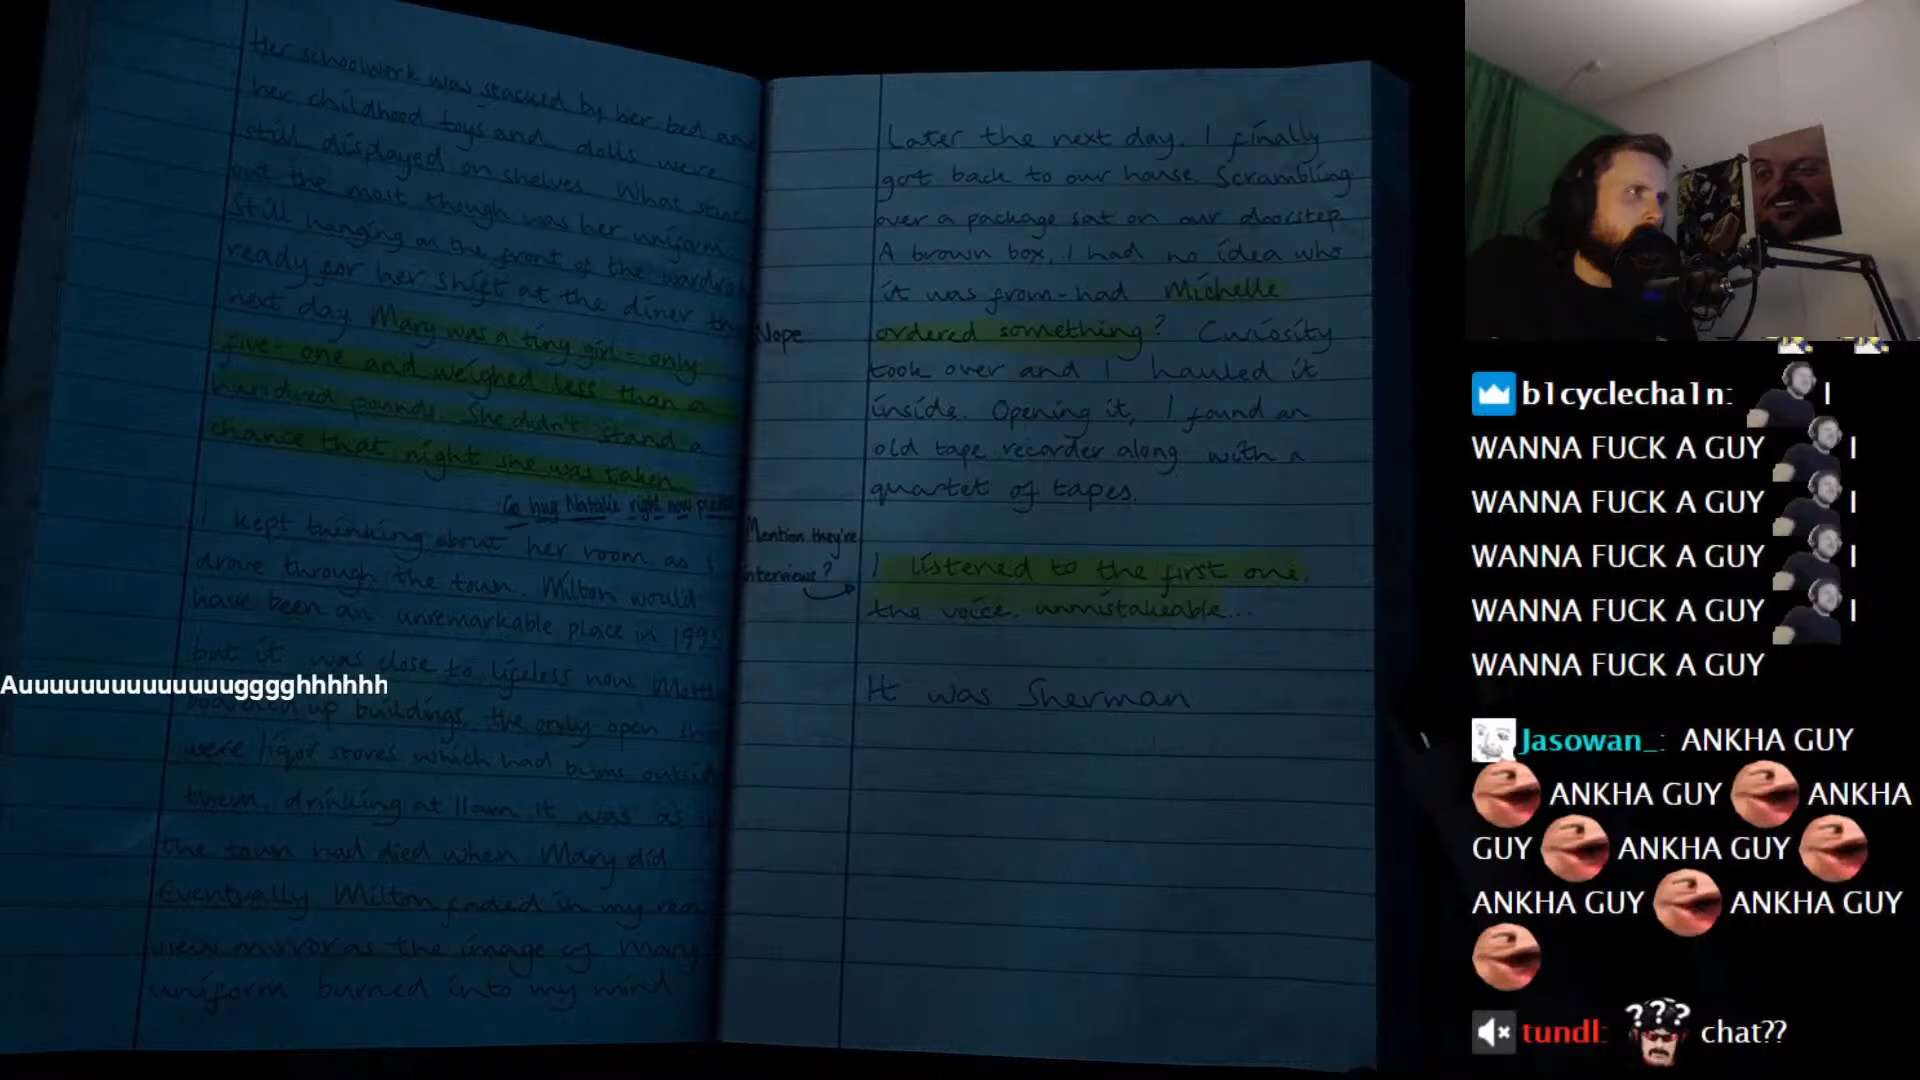 Her schoolwork was stacked by her bed and
her childhood toys and dolls were
still displayed on shelves. What stuck
out the most though was her uniform.
Still hanging on the front of the wardrobe
ready for her shift at the diner the
next day. Mary was a tiny girl - only
five-one and weighed less than a
hundred pounds. She didn't stand a
chance that night she was taken.
Go hug Natalie right now please
I kept thinking about her room as I
drove through the town. Milton would
have been an unremarkable place in 1995
but it was close to lifeless now.
Auuuuuuuuuuuuuuggggghhhhhh
up buildings, the only open
were liqor stores which had bums outside
them, drinking at 11am. It was as
the town had died when Mary did.
Eventually Milton faded in my rear
view mirror as the image of Mary
uniform burned into my mind
Nope
Mention they're
interviews?
Later the next day, I finally
got back to our house. Scrambling
over a package sat on our doorstep.
A brown box, I had no idea who
it was from - had Michelle
ordered something? Curiosity
took over and I hauled it
inside. Opening it, I found an
old tape recorder along with a
quartet of tapes.
I listened to the first one,
the voice, unmistakeable...
It was Sherman
b1cyclecha1n: I
WANNA FUCK A GUY I
WANNA FUCK A GUY I
WANNA FUCK A GUY I
WANNA FUCK A GUY I
WANNA FUCK A GUY
Jasowan_: ANKHA GUY
ANKHA GUY ANKHA
GUY ANKHA GUY
ANKHA GUY ANKHA GUY
tundl: ??? chat??